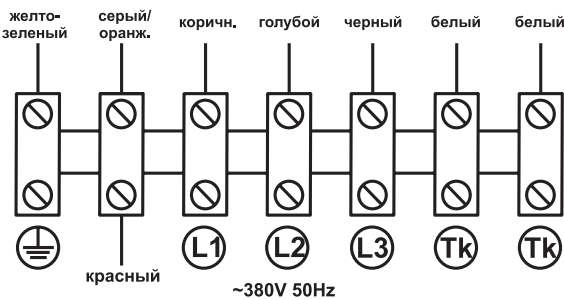 желто-
зеленый
серый/
оранж.
коричн.
голубой
черный
белый
белый
L1
L2
L3
Tk
Tk
красный
~380V 50Hz